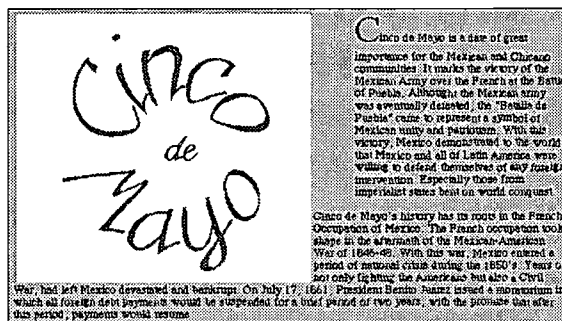 Cinco
de
Mayo
Cinco de Mayo is a date of great
importance for the Mexican and Chicano
communities. It marks the victory of the
Mexican Army over the French at the Battle
of Puebla. Althought the Mexican army
was eventually defeated, the "Batalla de
Puebla" came to represent a symbol of
Mexican unity and patriotism. With this
victory, Mexico demonstrated to the world
that Mexico and all of Latin America were
willing to defend themselves of any foreign
intervention. Especially those from
imperialist states bent on world conquest.
Cinco de Mayo's history has its roots in the French
Occupation of Mexico. The French occupation took
shape in the aftermath of the Mexican-American
War of 1846-48. With this war, Mexico entered a
period of national crisis during the 1850's. Years of
not only fighting the Americans but also a Civil
War, had left Mexico devastated and bankrupt. On July 17, 1861, President Benito Juarez issued a moratorium in
which all foreign debt payments would be suspended for a brief period of two years, with the promise that after
this period, payments would resume.